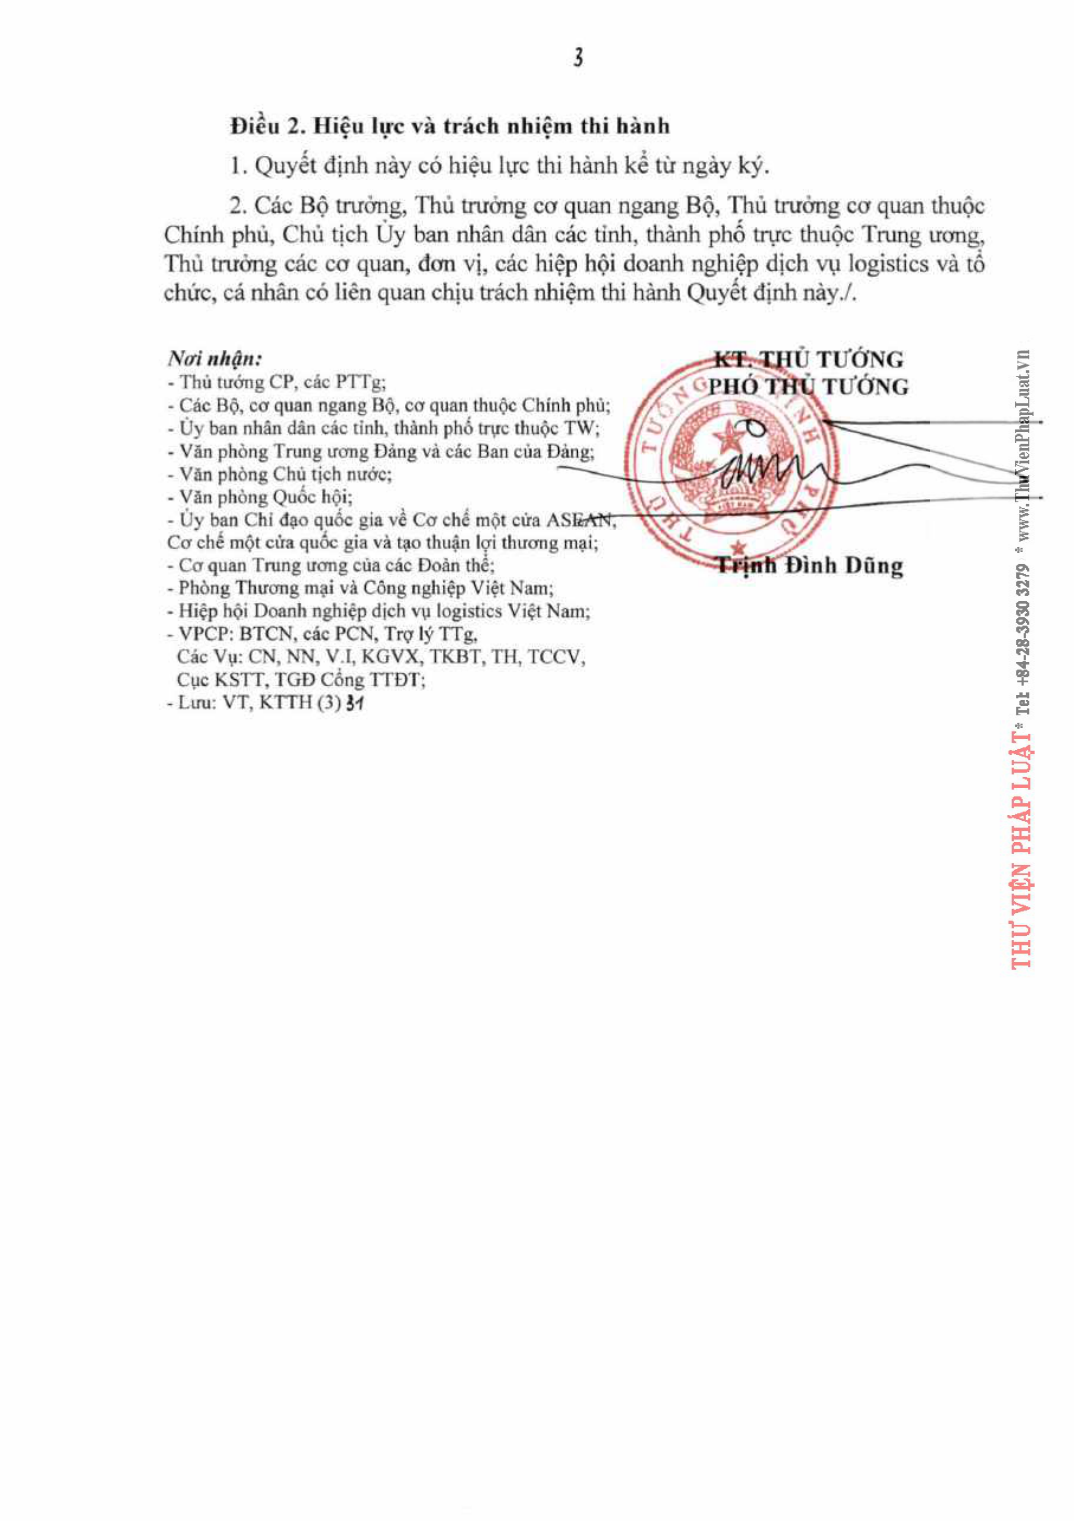 3
Điều 2. Hiệu lực và trách nhiệm thi hành
1. Quyết định này có hiệu lực thi hành kể từ ngày ký.
2. Các Bộ trưởng, Thủ trưởng cơ quan ngang Bộ, Thủ trưởng cơ quan thuộc
Chính phủ, Chủ tịch Ủy ban nhân dân các tỉnh, thành phố trực thuộc Trung ương,
Thủ trưởng các cơ quan, đơn vị, các hiệp hội doanh nghiệp dịch vụ logistics và tổ
chức, cá nhân có liên quan chịu trách nhiệm thi hành Quyết định này./.
Nơi nhận:
- Thủ tướng CP, các PTTg;
- Các Bộ, cơ quan ngang Bộ, cơ quan thuộc Chính phủ;
- Ủy ban nhân dân các tỉnh, thành phố trực thuộc TW;
- Văn phòng Trung ương Đảng và các Ban của Đảng;
- Văn phòng Chủ tịch nước;
- Văn phòng Quốc hội;
- Ủy ban Chỉ đạo quốc gia về Cơ chế một cửa ASEAN,
Cơ chế một cửa quốc gia và tạo thuận lợi thương mại;
- Cơ quan Trung ương của các Đoàn thể;
- Phòng Thương mại và Công nghiệp Việt Nam;
- Hiệp hội Doanh nghiệp dịch vụ logistics Việt Nam;
- VPCP: BTCN, các PCN, Trợ lý TTg,
Các Vụ: CN, NN, V.I, KGVX, TKBT, TH, TCCV,
Cục KSTT, TGĐ Cổng TTĐT;
- Lưu: VT, KTTH (3) 31
KT. THỦ TƯỚNG
PHÓ THỦ TƯỚNG
THỦ TƯỚNG CHÍNH PHỦ
VIỆT NAM
Trịnh Đình Dũng
THƯ VIỆN PHÁP LUẬT * Tel: +84-28-3930 3279 * www.ThuVienPhapLuat.vn